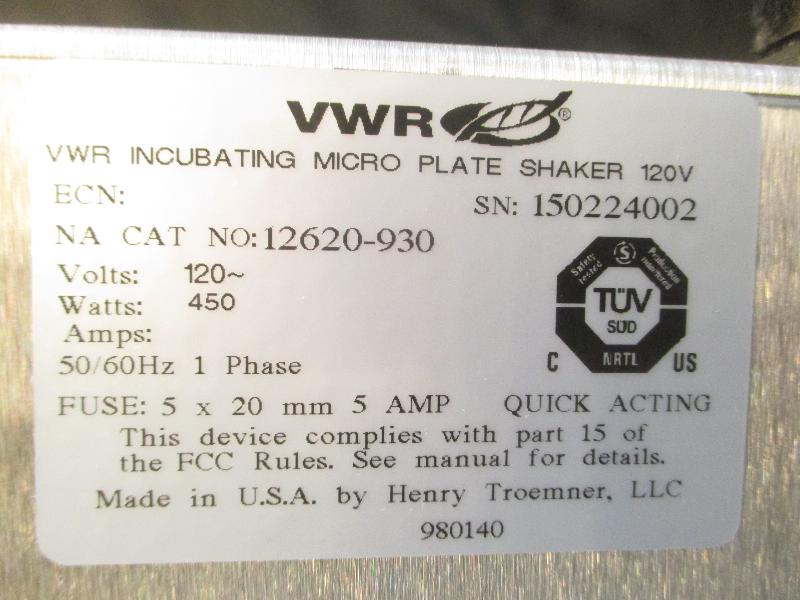 VWR®
VWR INCUBATING MICRO PLATE SHAKER 120V
ECN:
SN: 150224002
NA CAT NO: 12620-930
Volts: 120~
Watts: 450
Amps:
50/60Hz 1 Phase
Safety tested
S
Production monitored
TÜV
SÜD
NRTL
C US
FUSE: 5 x 20 mm 5 AMP QUICK ACTING
This device complies with part 15 of
the FCC Rules. See manual for details.
Made in U.S.A. by Henry Troemner, LLC
980140